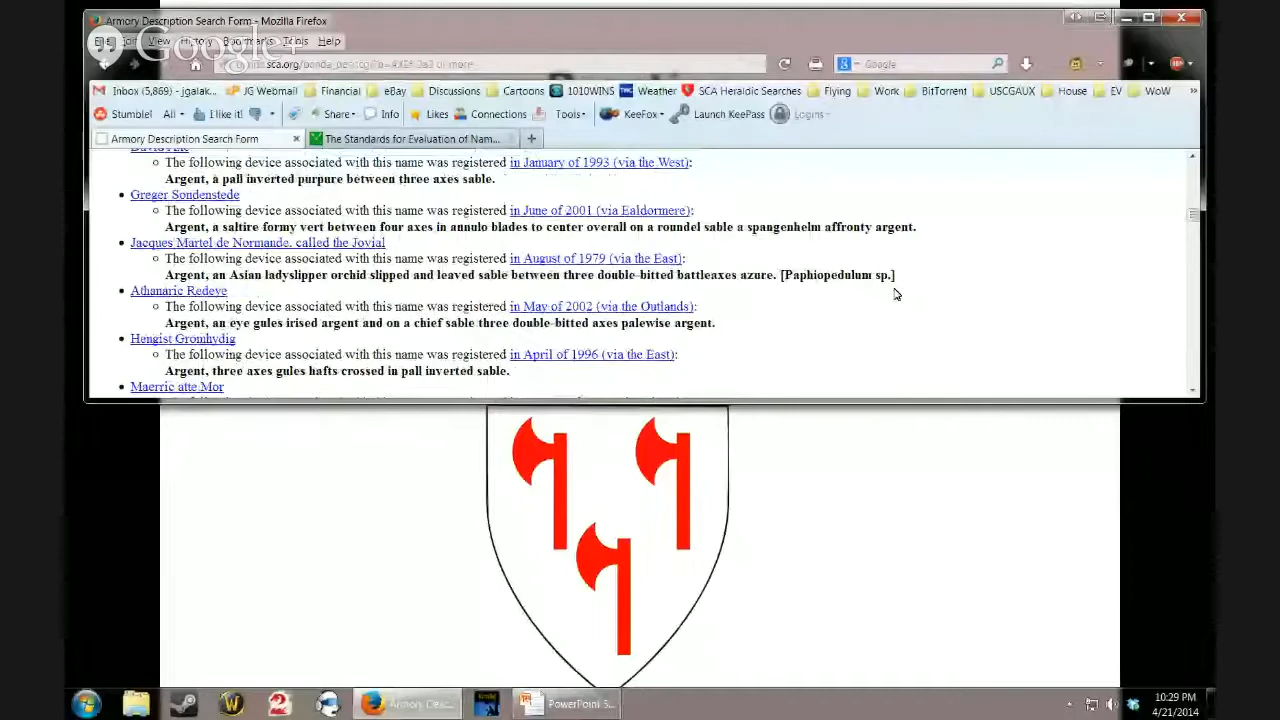 Armory Description Search Form - Mozilla Firefox
View History Bookmarks Tools Help
Google+
Google
Inbox (5,869) - jgalak... JG Webmail Financial eBay Discussions Cartoons 1010WINS Weather SCA Heraldic Searches Flying Work BitTorrent USCGAUX House EV WoW »
Stumble! All I like it! Share Info Likes Connections Tools KeeFox Launch KeePass Logins
Armory Description Search Form × The Standards for Evaluation of Nam... +
The following device associated with this name was registered in January of 1993 (via the West):
Argent, a pall inverted purpure between three axes sable.
Greger Sondenstede
The following device associated with this name was registered in June of 2001 (via Ealdormere):
Argent, a saltire formy vert between four axes in annulo blades to center overall on a roundel sable a spangenhelm affronty argent.
Jacques Martel de Normande, called the Jovial
The following device associated with this name was registered in August of 1979 (via the East):
Argent, an Asian ladyslipper orchid slipped and leaved sable between three double-bitted battleaxes azure. [Paphiopedulum sp.]
Athanaric Redeye
The following device associated with this name was registered in May of 2002 (via the Outlands):
Argent, an eye gules irised argent and on a chief sable three double-bitted axes palewise argent.
Hengist Gromhydig
The following device associated with this name was registered in April of 1996 (via the East):
Argent, three axes gules hafts crossed in pall inverted sable.
Maerric atte Mor
Armory Desc... PowerPoint S...
10:29 PM
4/21/2014